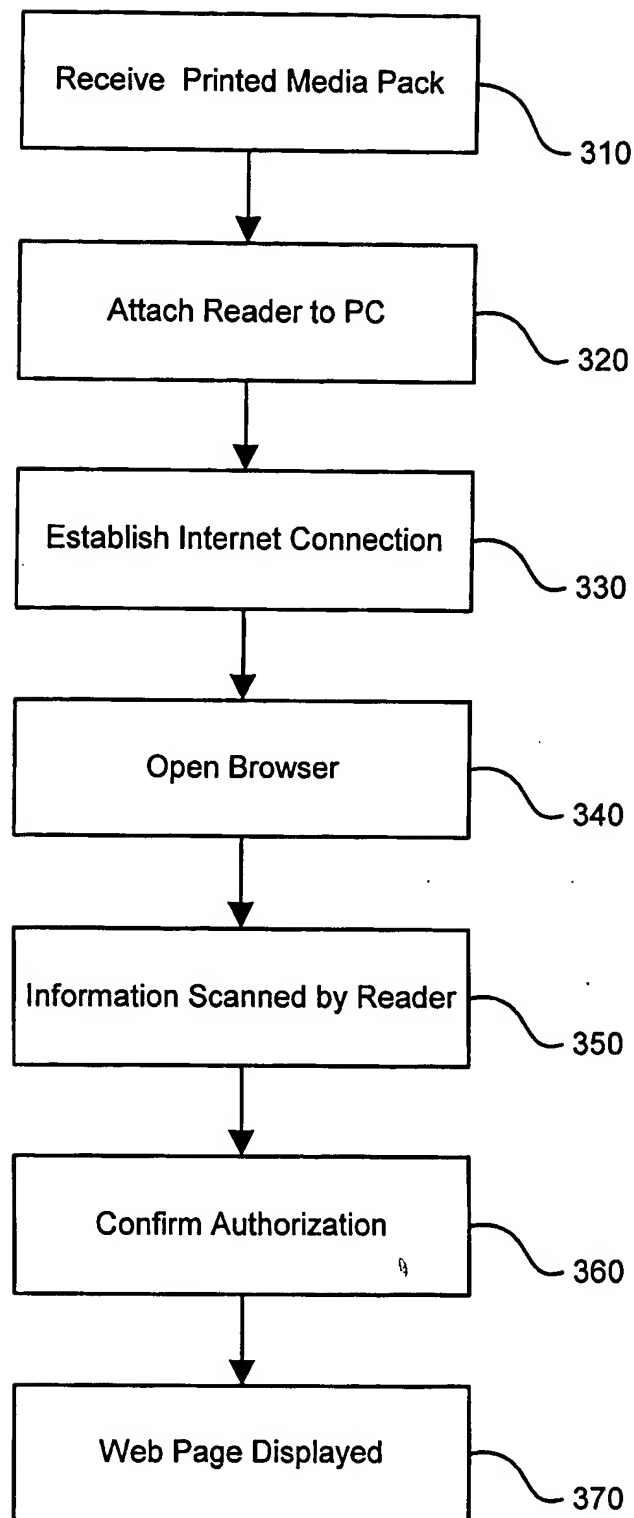 Receive Printed Media Pack
310
Attach Reader to PC
320
Establish Internet Connection
330
Open Browser
340
Information Scanned by Reader
350
Confirm Authorization
360
Web Page Displayed
370